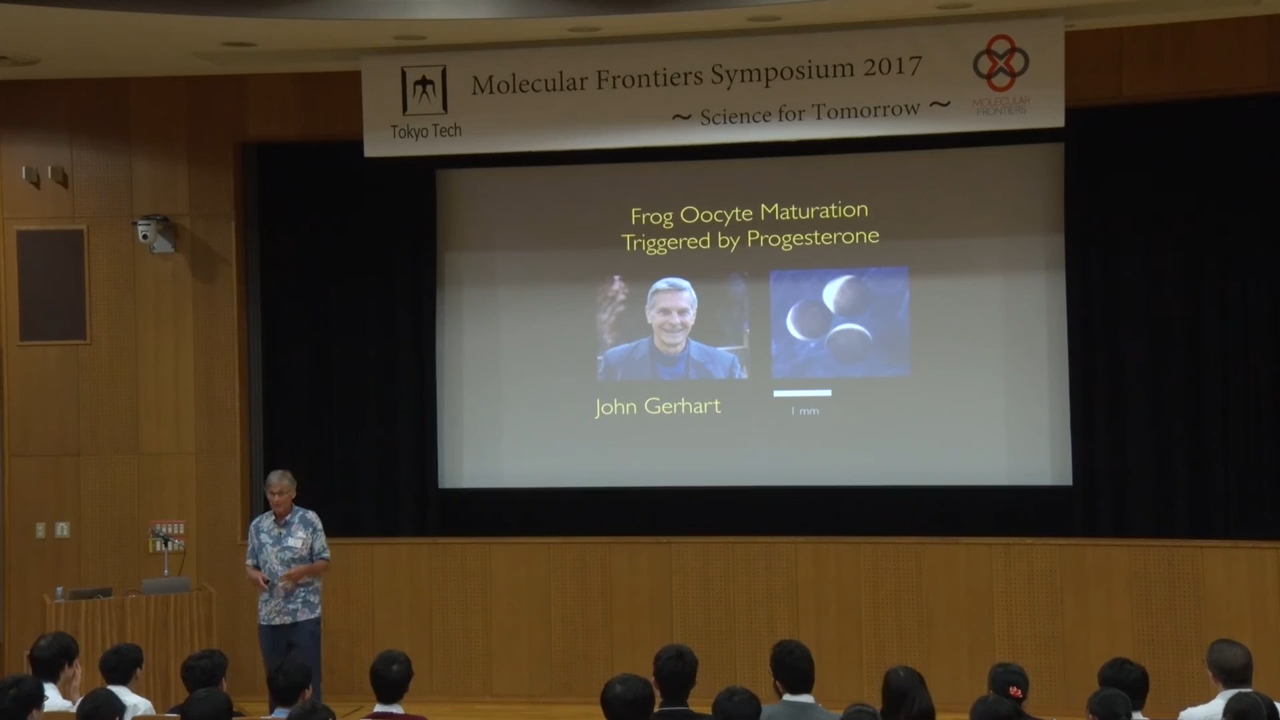 Tokyo Tech
Molecular Frontiers Symposium 2017
~ Science for Tomorrow ~
MOLECULAR
FRONTIERS
Frog Oocyte Maturation
Triggered by Progesterone
John Gerhart
1 mm